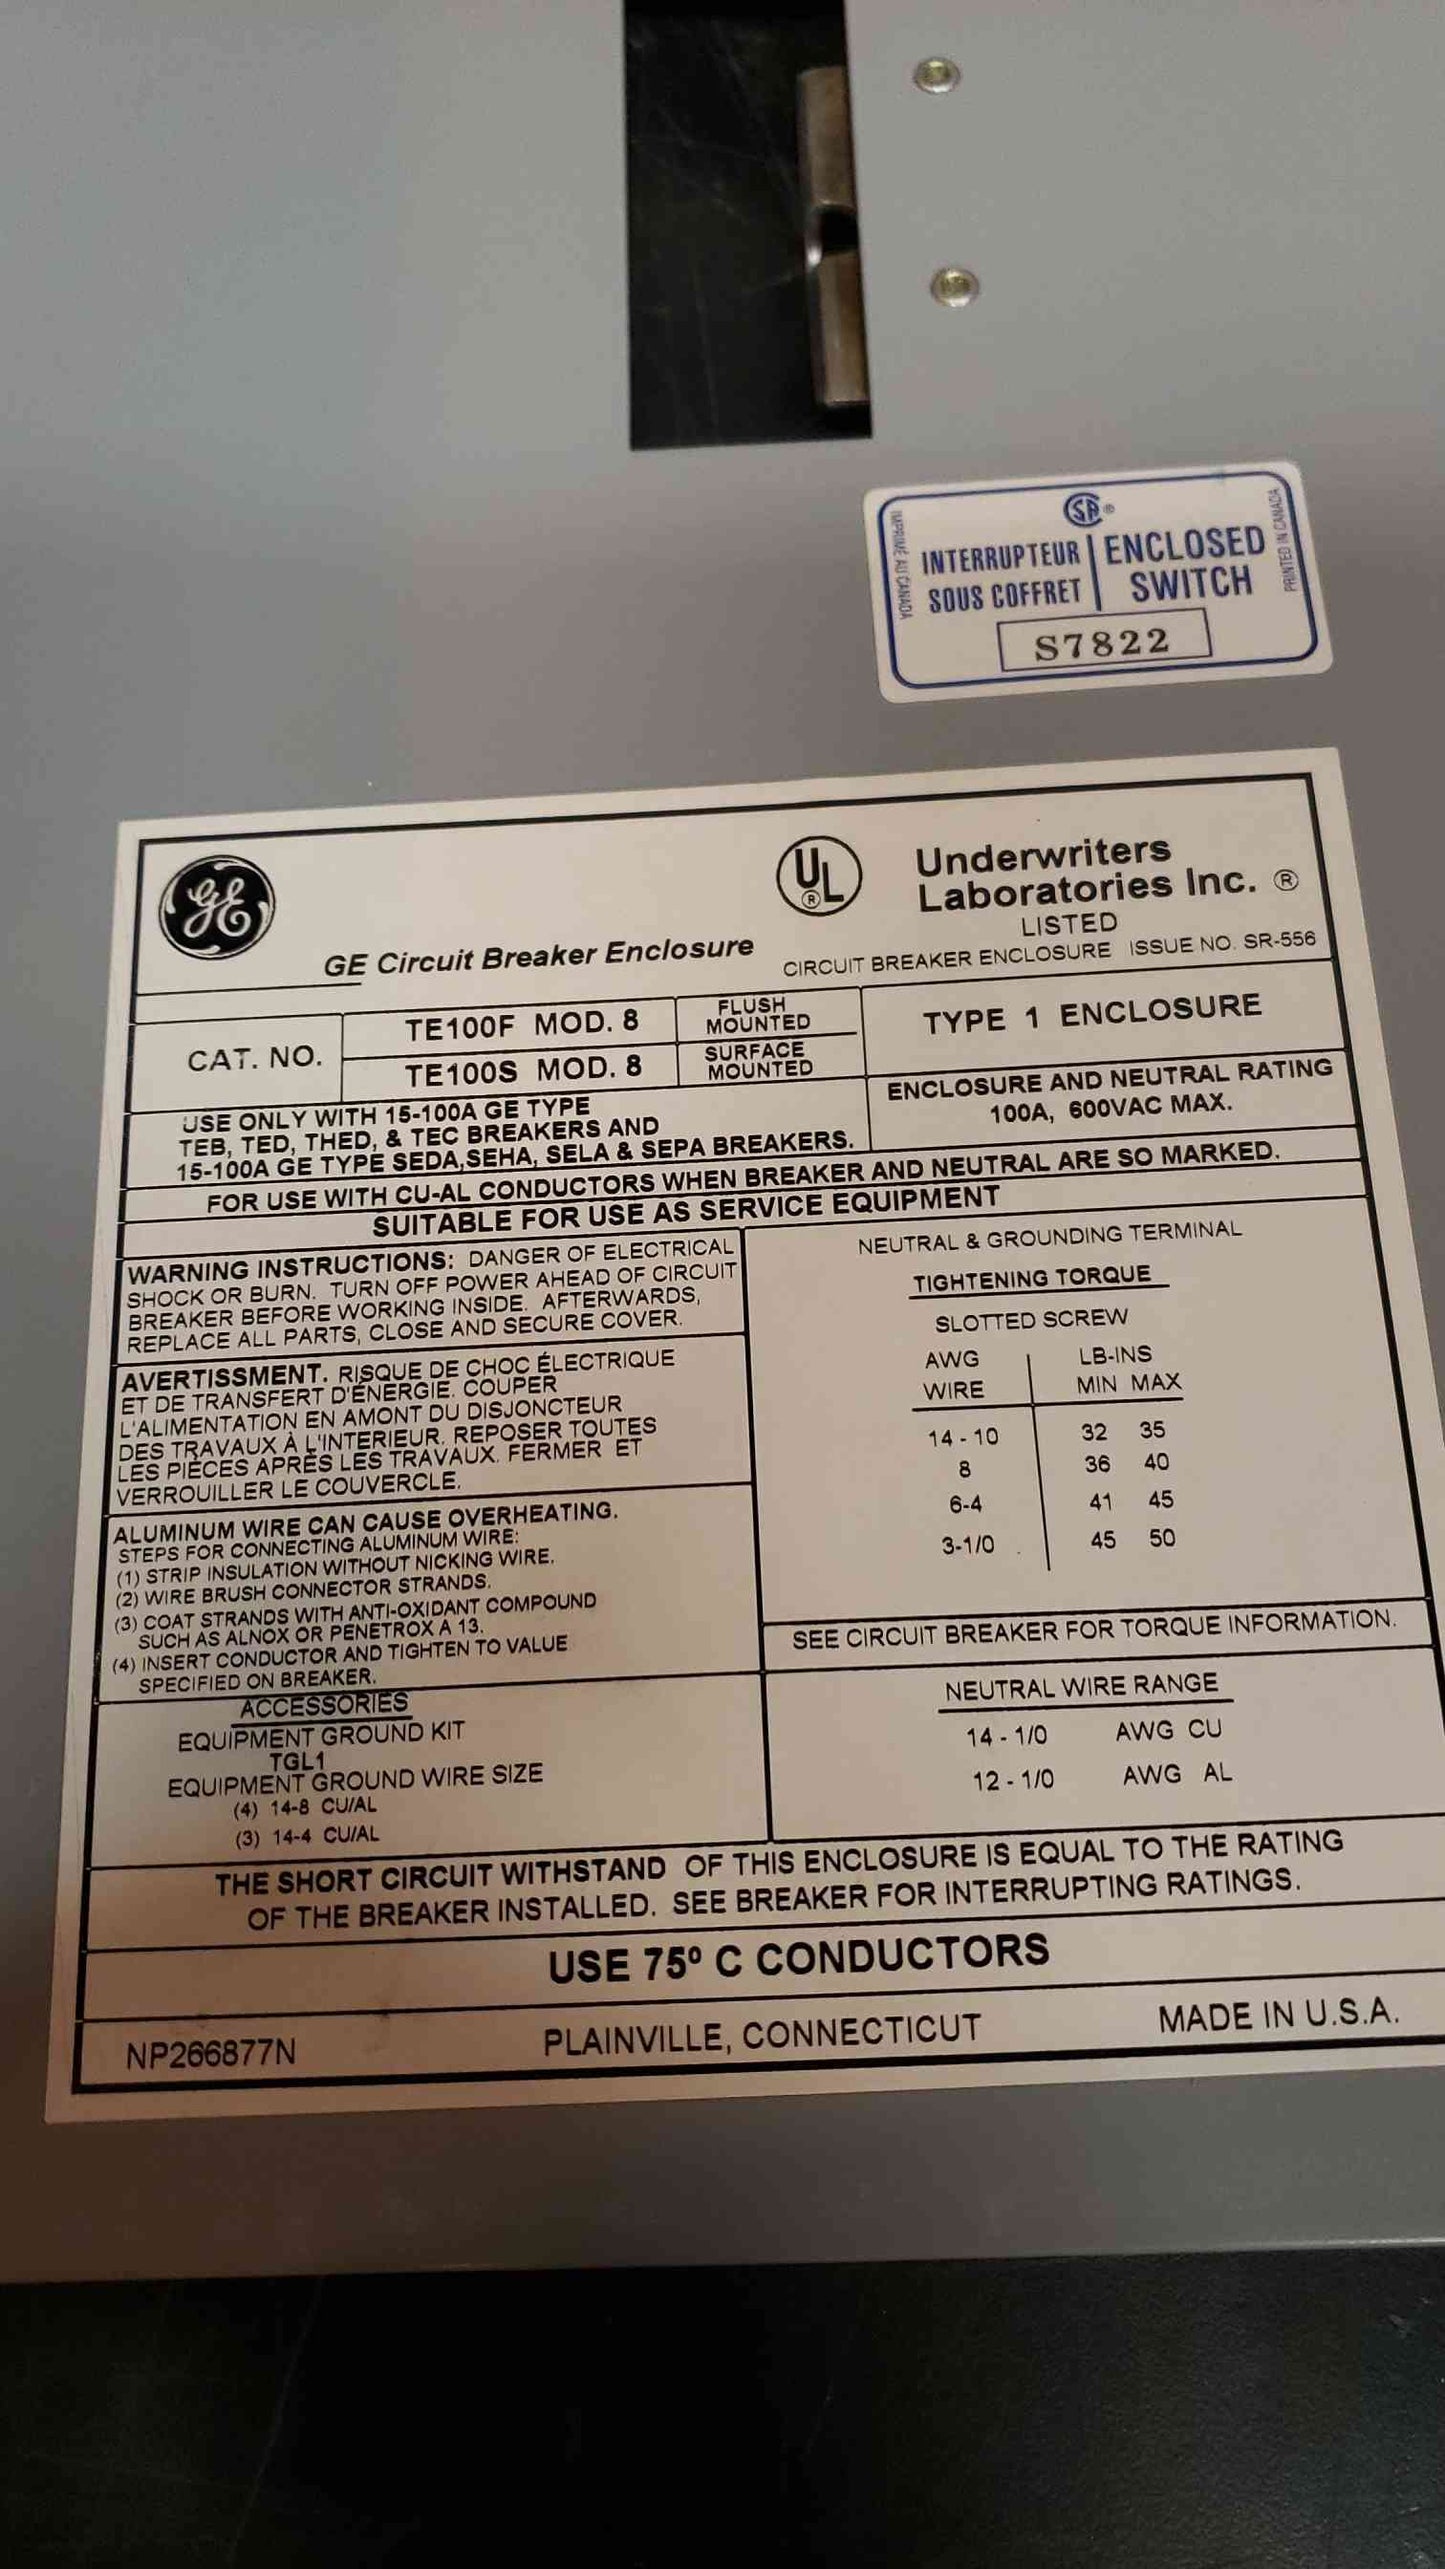 CSA ®
IMPRIMÉ AU CANADA
INTERRUPTEUR | ENCLOSED
SOUS COFFRET | SWITCH
PRINTED IN CANADA
S7822
GE
GE Circuit Breaker Enclosure
UL ®
Underwriters
Laboratories Inc. ®
LISTED
CIRCUIT BREAKER ENCLOSURE ISSUE NO. SR-556
CAT. NO.
TE100F MOD. 8
FLUSH
MOUNTED
TE100S MOD. 8
SURFACE
MOUNTED
TYPE 1 ENCLOSURE
USE ONLY WITH 15-100A GE TYPE
TEB, TED, THED, & TEC BREAKERS AND
15-100A GE TYPE SEDA,SEHA, SELA & SEPA BREAKERS.
ENCLOSURE AND NEUTRAL RATING
100A, 600VAC MAX.
FOR USE WITH CU-AL CONDUCTORS WHEN BREAKER AND NEUTRAL ARE SO MARKED.
SUITABLE FOR USE AS SERVICE EQUIPMENT
WARNING INSTRUCTIONS: DANGER OF ELECTRICAL
SHOCK OR BURN. TURN OFF POWER AHEAD OF CIRCUIT
BREAKER BEFORE WORKING INSIDE. AFTERWARDS,
REPLACE ALL PARTS, CLOSE AND SECURE COVER.
AVERTISSMENT. RISQUE DE CHOC ÉLECTRIQUE
ET DE TRANSFERT D'ÉNERGIE. COUPER
L'ALIMENTATION EN AMONT DU DISJONCTEUR
DES TRAVAUX À L'INTERIEUR. REPOSER TOUTES
LES PIÈCES APRÈS LES TRAVAUX. FERMER ET
VERROUILLER LE COUVERCLE.
ALUMINUM WIRE CAN CAUSE OVERHEATING.
STEPS FOR CONNECTING ALUMINUM WIRE:
(1) STRIP INSULATION WITHOUT NICKING WIRE.
(2) WIRE BRUSH CONNECTOR STRANDS.
(3) COAT STRANDS WITH ANTI-OXIDANT COMPOUND
SUCH AS ALNOX OR PENETROX A 13.
(4) INSERT CONDUCTOR AND TIGHTEN TO VALUE
SPECIFIED ON BREAKER.
ACCESSORIES
EQUIPMENT GROUND KIT
TGL1
EQUIPMENT GROUND WIRE SIZE
(4) 14-8 CU/AL
(3) 14-4 CU/AL
NEUTRAL & GROUNDING TERMINAL
TIGHTENING TORQUE
SLOTTED SCREW
AWG LB-INS
WIRE MIN MAX
14 - 10 32 35
8 36 40
6-4 41 45
3-1/0 45 50
SEE CIRCUIT BREAKER FOR TORQUE INFORMATION.
NEUTRAL WIRE RANGE
14 - 1/0 AWG CU
12 - 1/0 AWG AL
THE SHORT CIRCUIT WITHSTAND OF THIS ENCLOSURE IS EQUAL TO THE RATING
OF THE BREAKER INSTALLED. SEE BREAKER FOR INTERRUPTING RATINGS.
USE 75º C CONDUCTORS
NP266877N
PLAINVILLE, CONNECTICUT
MADE IN U.S.A.